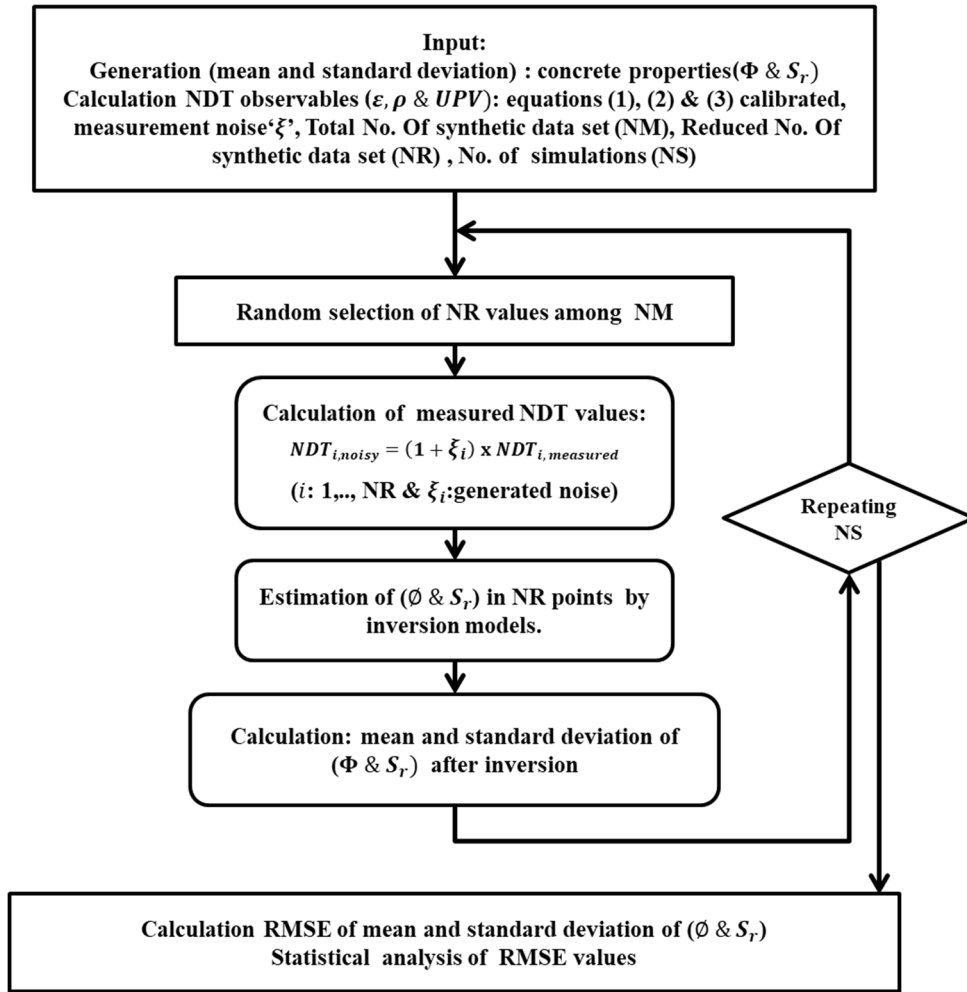 Input:
Generation (mean and standard deviation) : concrete properties(Φ & Sᵣ)
Calculation NDT observables (ε, ρ & UPV): equations (1), (2) & (3) calibrated,
measurement noise‘ξ’, Total No. Of synthetic data set (NM), Reduced No. Of
synthetic data set (NR) , No. of simulations (NS)
Random selection of NR values among NM
Calculation of measured NDT values:
NDTᵢ,noisy = (1 + ξᵢ) x NDTᵢ,measured
(i: 1,.., NR & ξᵢ:generated noise)
Repeating
NS
Estimation of (Ø & Sᵣ) in NR points by
inversion models.
Calculation: mean and standard deviation of
(Φ & Sᵣ) after inversion
Calculation RMSE of mean and standard deviation of (Ø & Sᵣ)
Statistical analysis of RMSE values